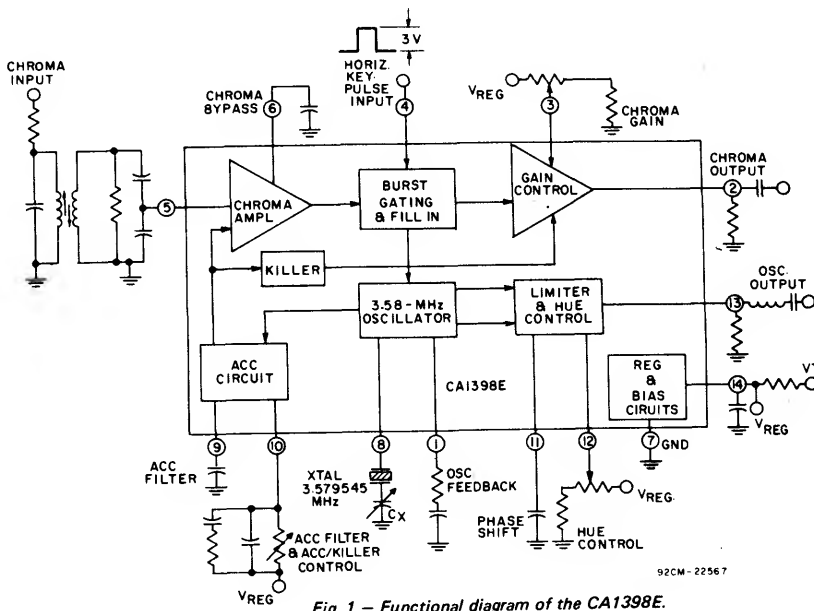 3 V
CHROMA
INPUT
HORIZ.
KEY-
PULSE
INPUT
4
CHROMA
BYPASS
6
VREG
3
CHROMA
GAIN
5
CHROMA
AMPL
BURST
GATING
& FILL IN
GAIN
CONTROL
CHROMA
OUTPUT
2
KILLER
3.58-MHz
OSCILLATOR
LIMITER
& HUE
CONTROL
OSC.
OUTPUT
13
ACC
CIRCUIT
CA1398E
REG
&
BIAS
CIRUITS
14
VREG
9
10
8
1
11
12
7 GND
ACC
FILTER
XTAL
3.579545
MHz
CX
OSC
FEEDBACK
PHASE
SHIFT
VREG.
HUE
CONTROL
ACC FILTER
& ACC/KILLER
CONTROL
VREG
92CM-22567
Fig. 1 – Functional diagram of the CA1398E.